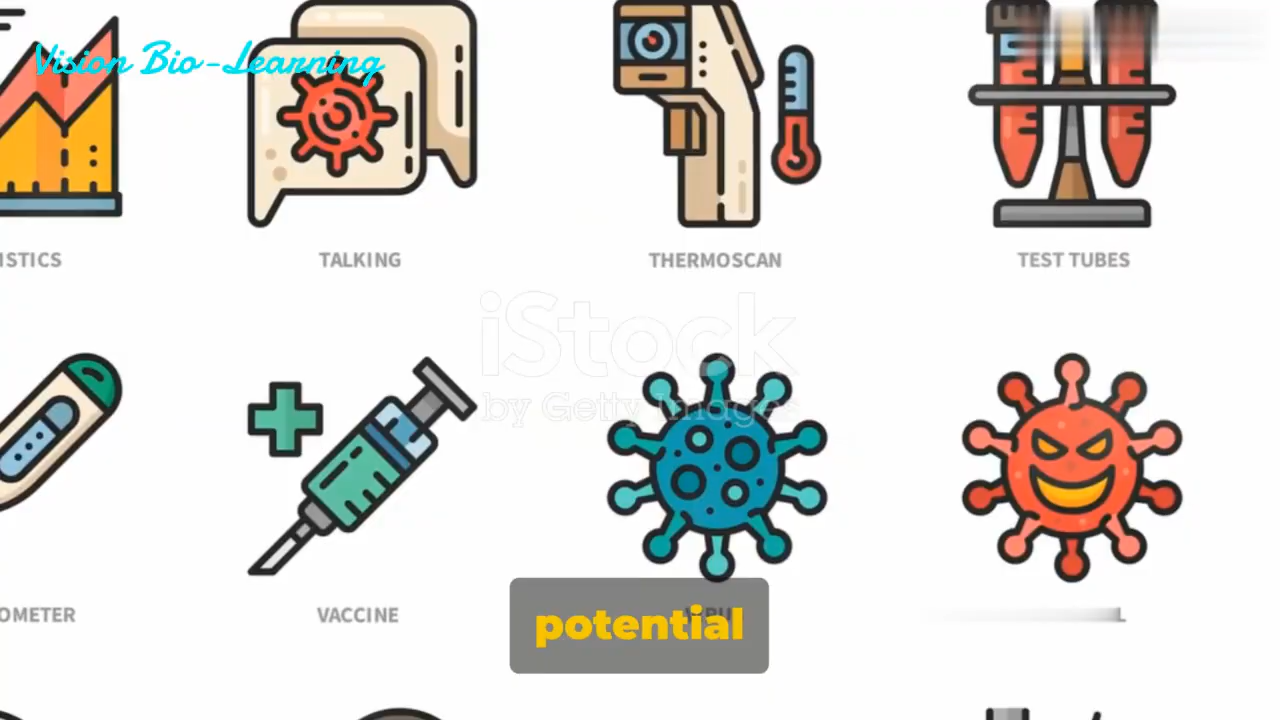 Vision Bio-Learning
ISTICS
TALKING
THERMOSCAN
TEST TUBES
iStock
by Getty Images
OMETER
VACCINE
potential